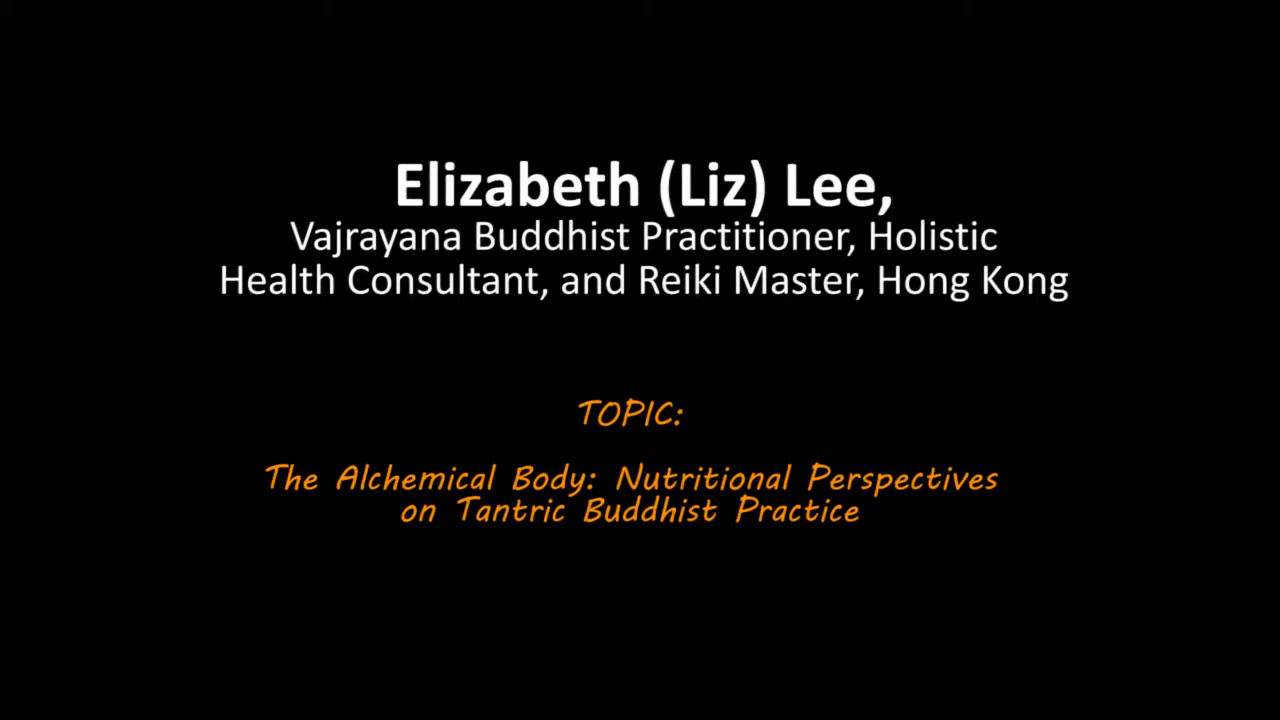 Elizabeth (Liz) Lee,
Vajrayana Buddhist Practitioner, Holistic
Health Consultant, and Reiki Master, Hong Kong
TOPIC:
The Alchemical Body: Nutritional Perspectives
on Tantric Buddhist Practice